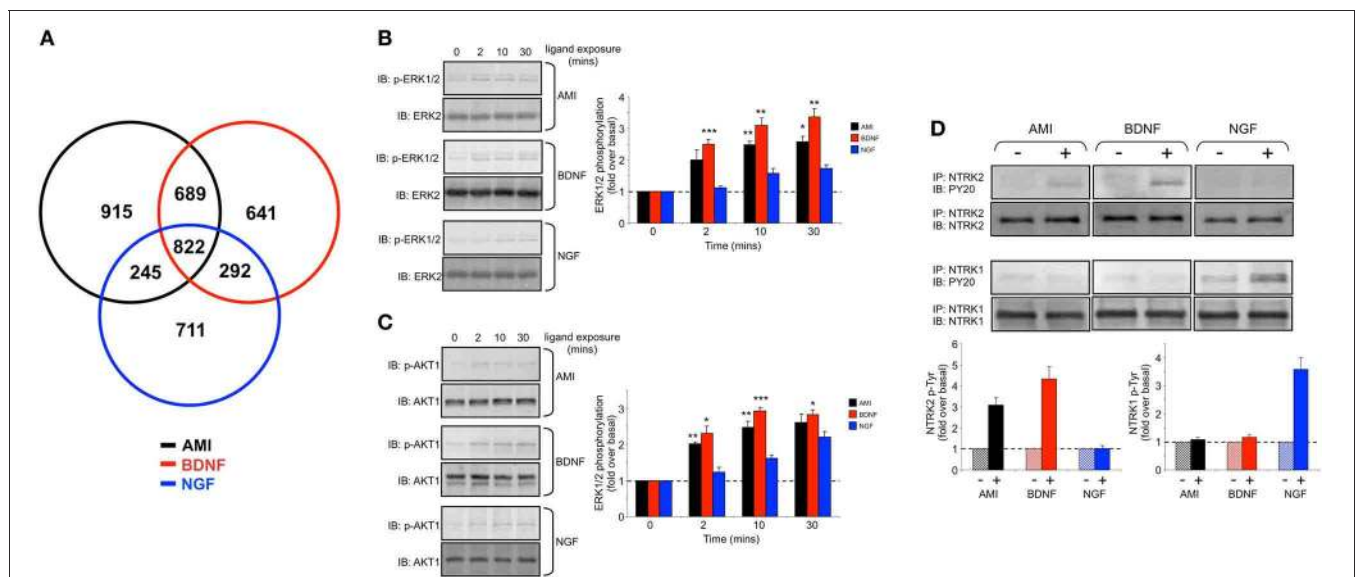 A
915
689
641
822
245
292
711
AMI
BDNF
NGF
B
0 2 10 30
ligand exposure
(mins)
IB: p-ERK1/2
IB: ERK2
AMI
IB: p-ERK1/2
IB: ERK2
BDNF
IB: p-ERK1/2
IB: ERK2
NGF
ERK1/2 phosphorylation
(fold over basal)
4
3
2
1
0
***
**
**
*
**
AMI
BDNF
NGF
0 2 10 30
Time (mins)
C
0 2 10 30
ligand exposure
(mins)
IB: p-AKT1
IB: AKT1
AMI
IB: p-AKT1
IB: AKT1
BDNF
IB: p-AKT1
IB: AKT1
NGF
ERK1/2 phosphorylation
(fold over basal)
3
2
1
0
**
*
**
***
*
AMI
BDNF
NGF
0 2 10 30
Time (mins)
D
AMI BDNF NGF
- + - + - +
IP: NTRK2
IB: PY20
IP: NTRK2
IB: NTRK2
IP: NTRK1
IB: PY20
IP: NTRK1
IB: NTRK1
NTRK2 p-Tyr
(fold over basal)
6
5
4
3
2
1
0
- + - + - +
AMI BDNF NGF
NTRK1 p-Tyr
(fold over basal)
5
4
3
2
1
0
- + - + - +
AMI BDNF NGF